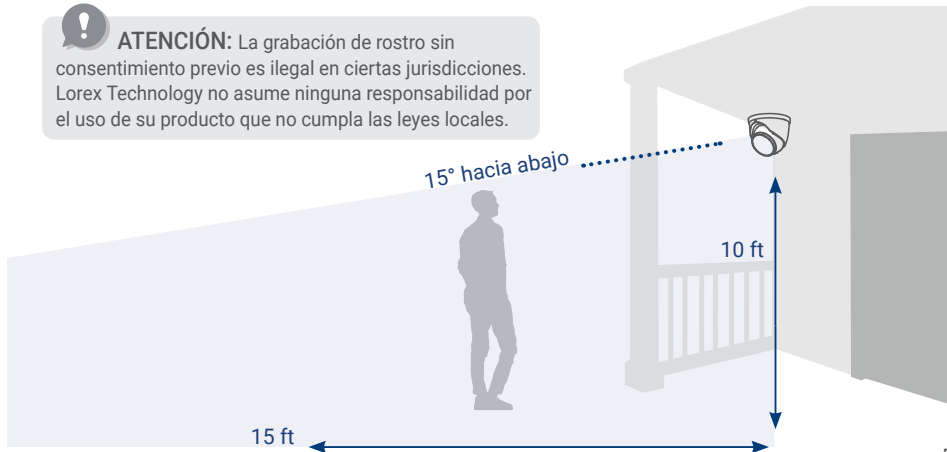 !
ATENCIÓN: La grabación de rostro sin
consentimiento previo es ilegal en ciertas jurisdicciones.
Lorex Technology no asume ninguna responsabilidad por
el uso de su producto que no cumpla las leyes locales.
15° hacia abajo
10 ft
15 ft